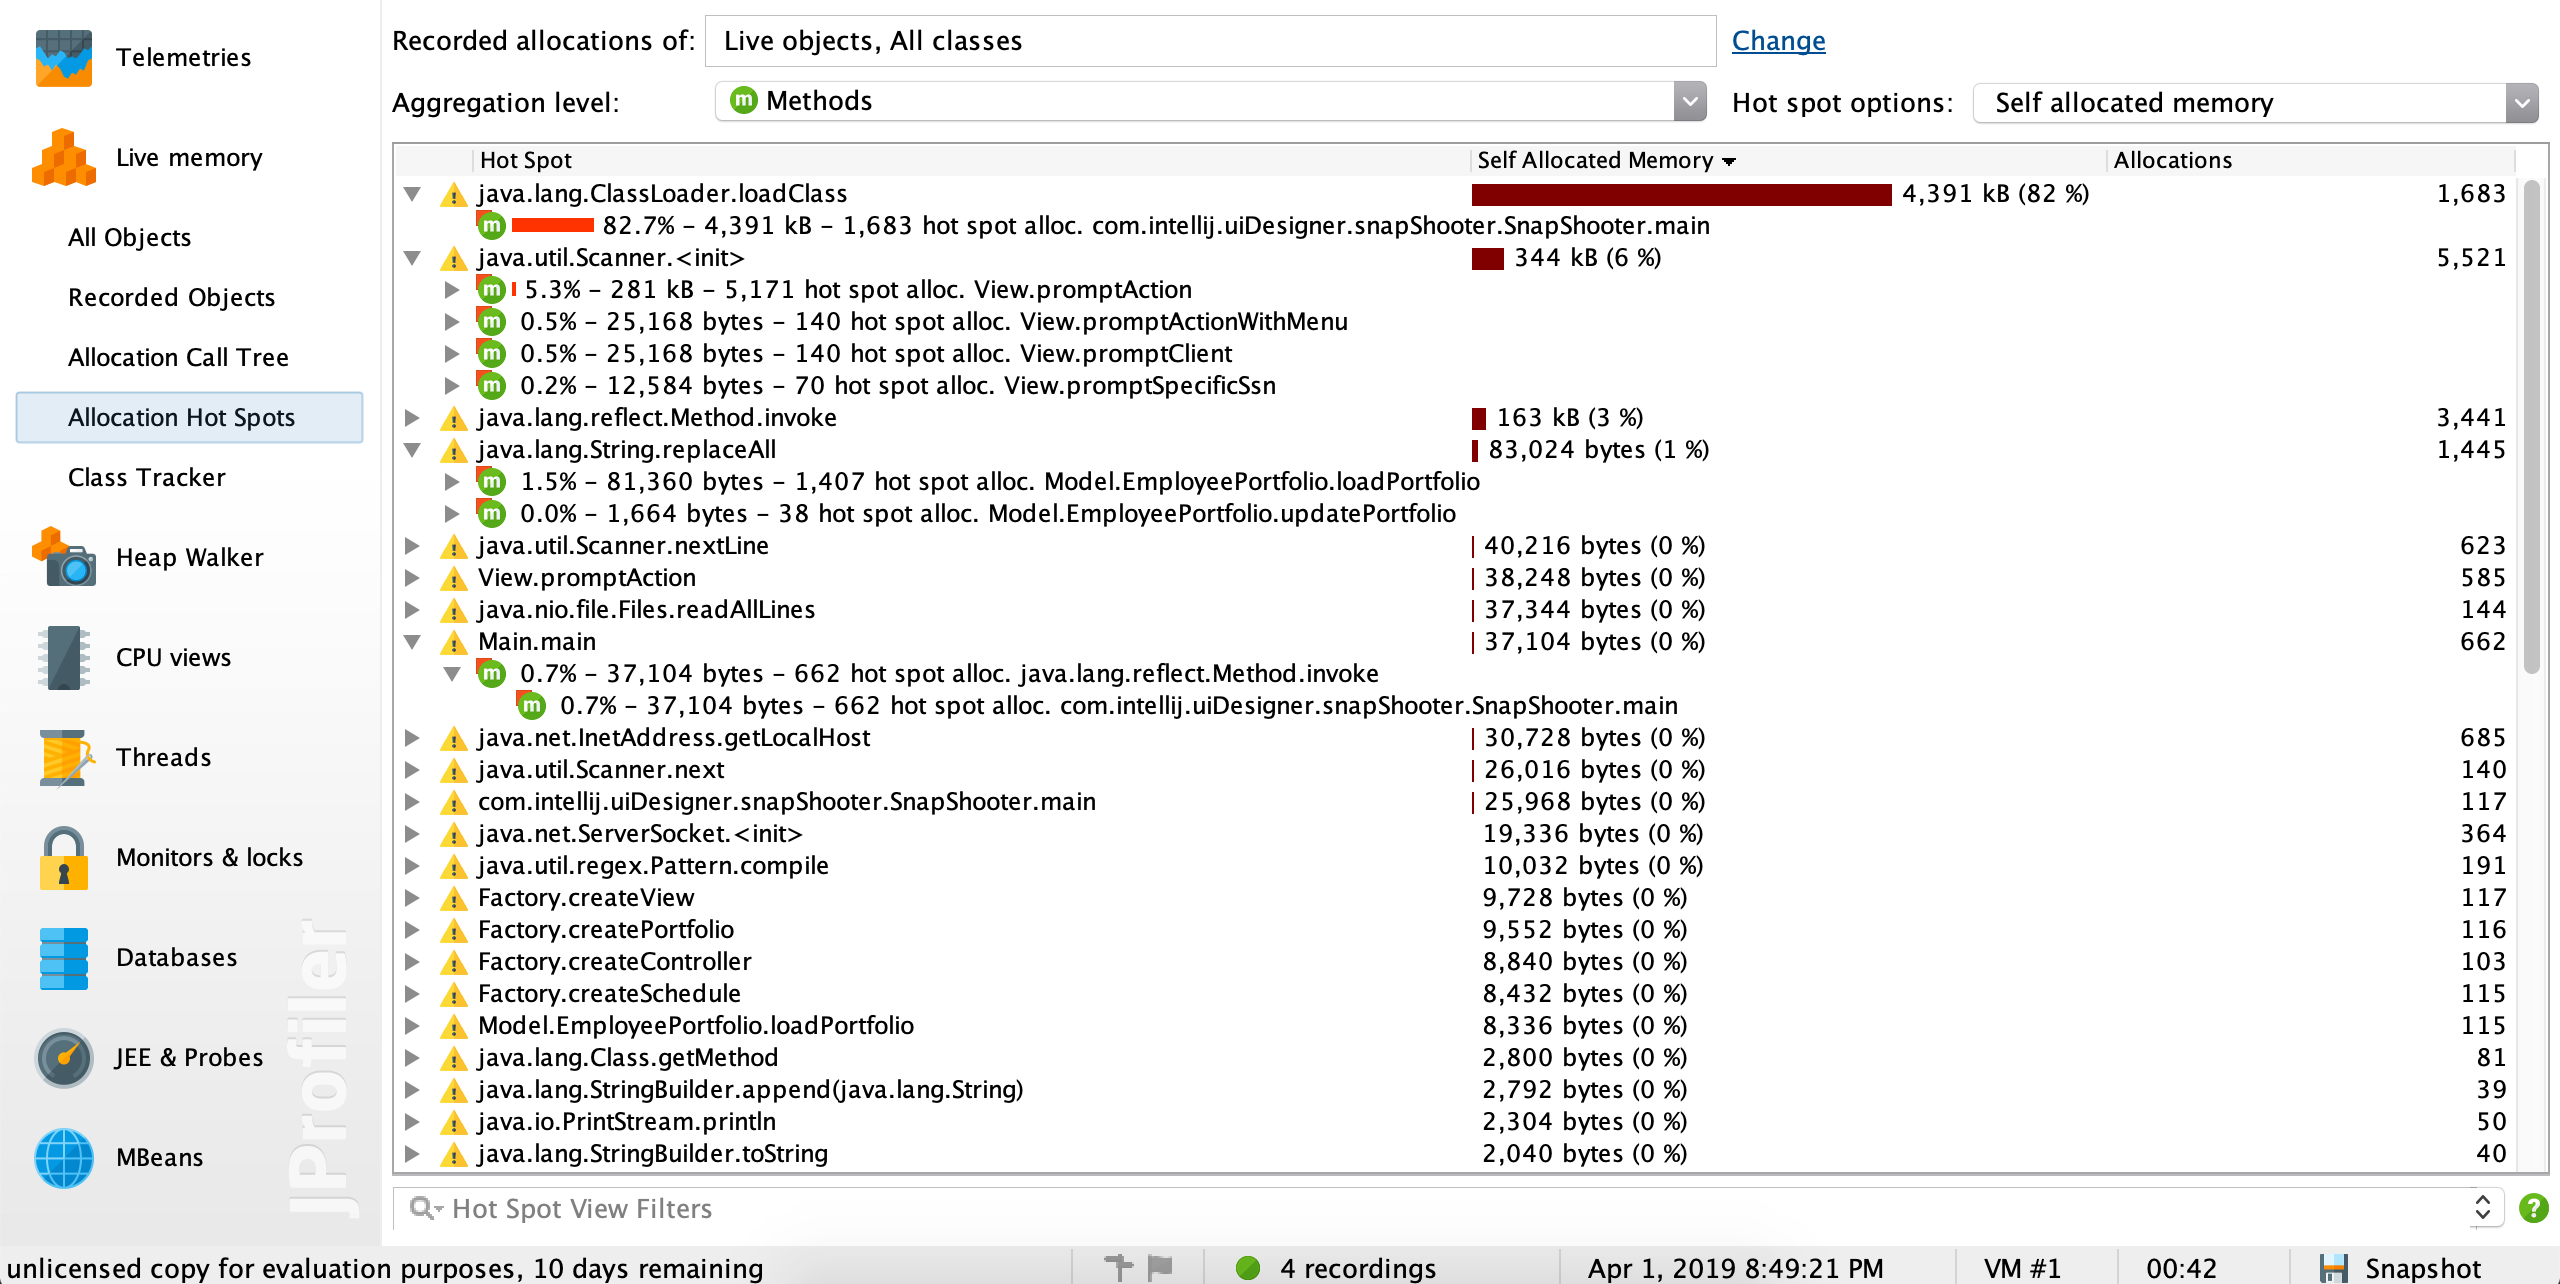 Telemetries
Live memory
All Objects
Recorded Objects
Allocation Call Tree
Allocation Hot Spots
Class Tracker
Heap Walker
CPU views
Threads
Monitors & locks
Databases
JEE & Probes
MBeans
JProfiler
Recorded allocations of: Live objects, All classes Change
Aggregation level: m Methods Hot spot options: Self allocated memory
Hot Spot Self Allocated Memory Allocations
java.lang.ClassLoader.loadClass 4,391 kB (82 %) 1,683
m 82.7% – 4,391 kB – 1,683 hot spot alloc. com.intellij.uiDesigner.snapShooter.SnapShooter.main
java.util.Scanner.<init> 344 kB (6 %) 5,521
m 5.3% – 281 kB – 5,171 hot spot alloc. View.promptAction
m 0.5% – 25,168 bytes – 140 hot spot alloc. View.promptActionWithMenu
m 0.5% – 25,168 bytes – 140 hot spot alloc. View.promptClient
m 0.2% – 12,584 bytes – 70 hot spot alloc. View.promptSpecificSsn
java.lang.reflect.Method.invoke 163 kB (3 %) 3,441
java.lang.String.replaceAll 83,024 bytes (1 %) 1,445
m 1.5% – 81,360 bytes – 1,407 hot spot alloc. Model.EmployeePortfolio.loadPortfolio
m 0.0% – 1,664 bytes – 38 hot spot alloc. Model.EmployeePortfolio.updatePortfolio
java.util.Scanner.nextLine 40,216 bytes (0 %) 623
View.promptAction 38,248 bytes (0 %) 585
java.nio.file.Files.readAllLines 37,344 bytes (0 %) 144
Main.main 37,104 bytes (0 %) 662
m 0.7% – 37,104 bytes – 662 hot spot alloc. java.lang.reflect.Method.invoke
m 0.7% – 37,104 bytes – 662 hot spot alloc. com.intellij.uiDesigner.snapShooter.SnapShooter.main
java.net.InetAddress.getLocalHost 30,728 bytes (0 %) 685
java.util.Scanner.next 26,016 bytes (0 %) 140
com.intellij.uiDesigner.snapShooter.SnapShooter.main 25,968 bytes (0 %) 117
java.net.ServerSocket.<init> 19,336 bytes (0 %) 364
java.util.regex.Pattern.compile 10,032 bytes (0 %) 191
Factory.createView 9,728 bytes (0 %) 117
Factory.createPortfolio 9,552 bytes (0 %) 116
Factory.createController 8,840 bytes (0 %) 103
Factory.createSchedule 8,432 bytes (0 %) 115
Model.EmployeePortfolio.loadPortfolio 8,336 bytes (0 %) 115
java.lang.Class.getMethod 2,800 bytes (0 %) 81
java.lang.StringBuilder.append(java.lang.String) 2,792 bytes (0 %) 39
java.io.PrintStream.println 2,304 bytes (0 %) 50
java.lang.StringBuilder.toString 2,040 bytes (0 %) 40
Hot Spot View Filters ?
unlicensed copy for evaluation purposes, 10 days remaining 4 recordings Apr 1, 2019 8:49:21 PM VM #1 00:42 Snapshot